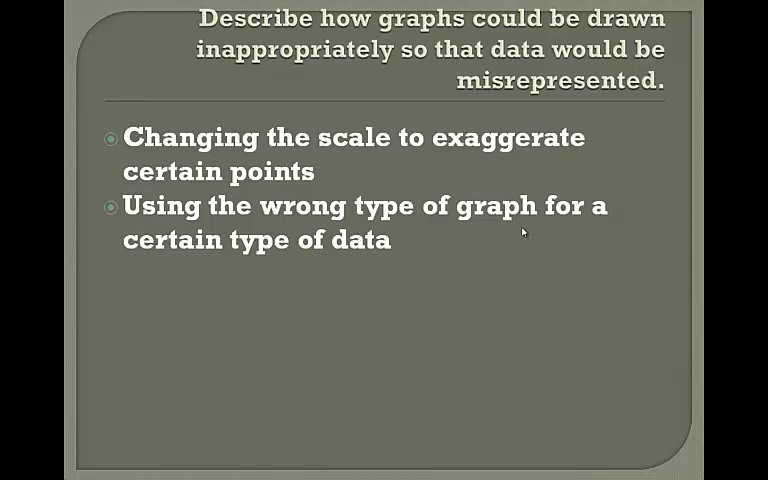 Describe how graphs could be drawn
inappropriately so that data would be
misrepresented.
Changing the scale to exaggerate
certain points
Using the wrong type of graph for a
certain type of data